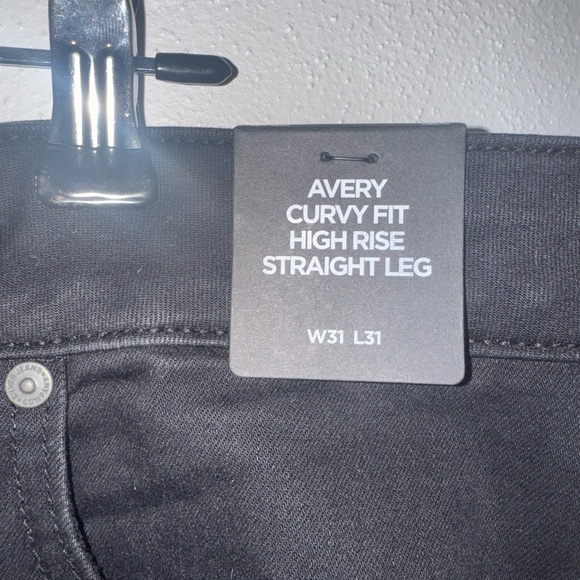 AVERY
CURVY FIT
HIGH RISE
STRAIGHT LEG
W31 L31